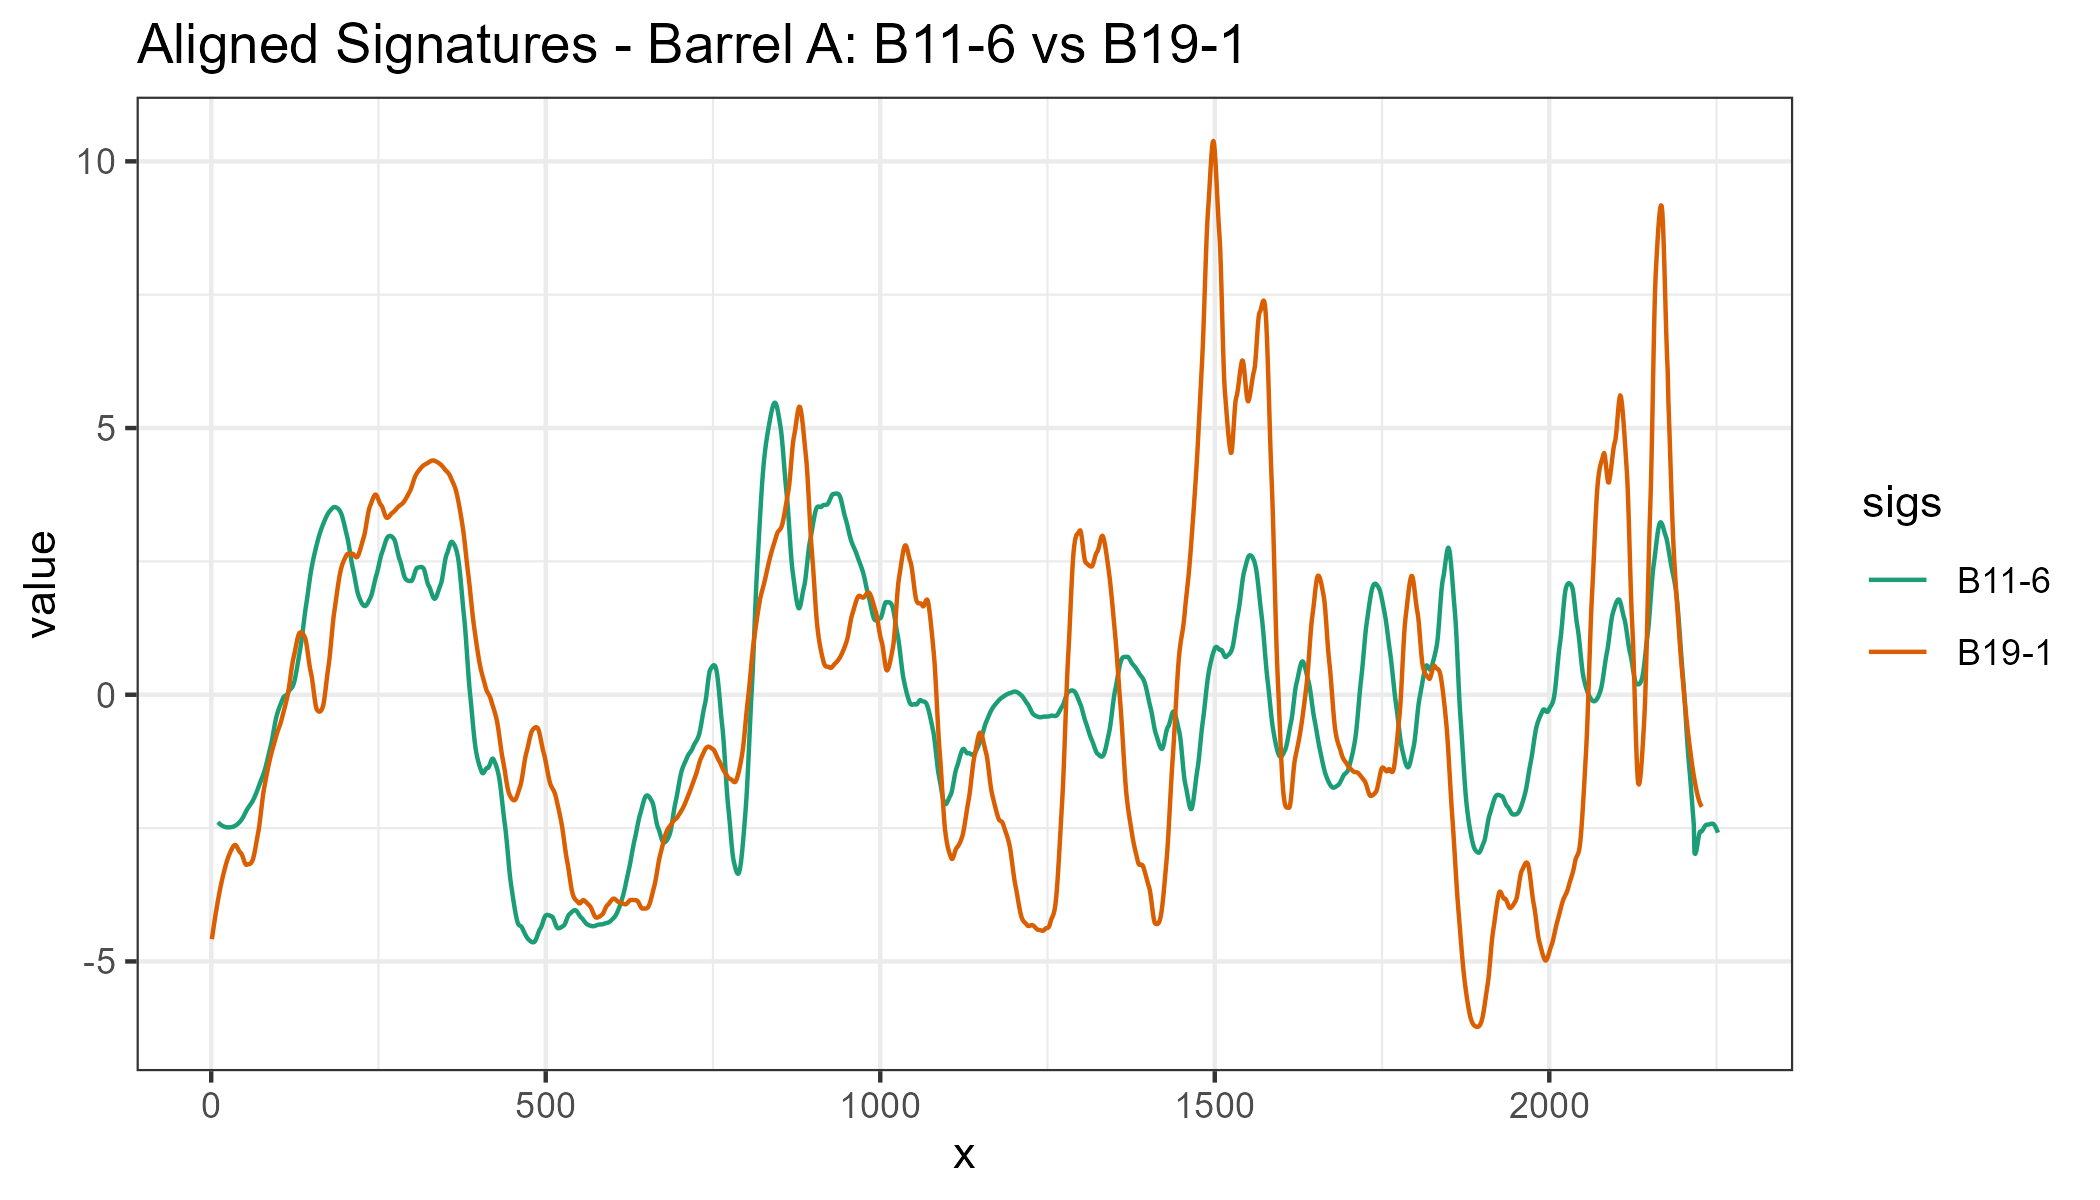 Aligned Signatures - Barrel A: B11-6 vs B19-1
value
10
5
0
-5
0 500 1000 1500 2000
x
sigs
B11-6
B19-1